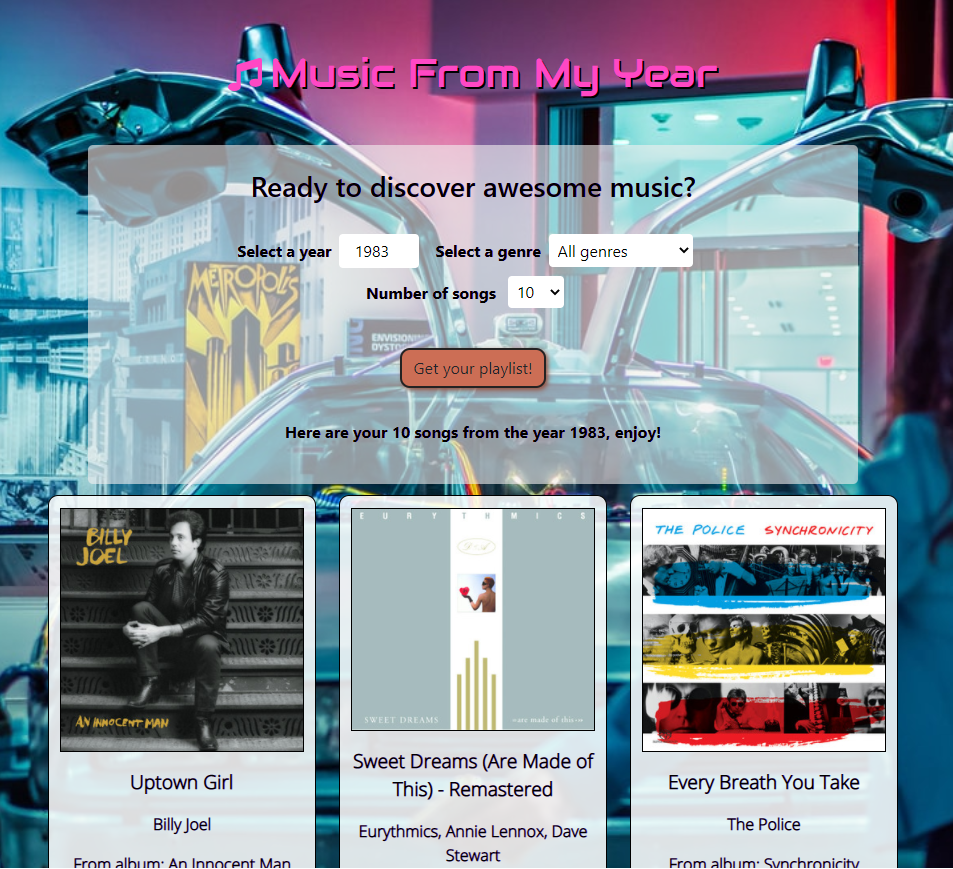 Music From My Year
Ready to discover awesome music?
Select a year 1983 Select a genre All genres
Number of songs 10
METROPOLIS
ENVISION
DYSTO
Get your playlist!
Here are your 10 songs from the year 1983, enjoy!
BILLY
JOEL
AN INNOCENT MAN
Uptown Girl
Billy Joel
From album: An Innocent Man
EURYTHMICS
SWEET DREAMS «are made of this»
Sweet Dreams (Are Made of
This) - Remastered
Eurythmics, Annie Lennox, Dave
Stewart
THE POLICE SYNCHRONICITY
Every Breath You Take
The Police
From album: Synchronicity